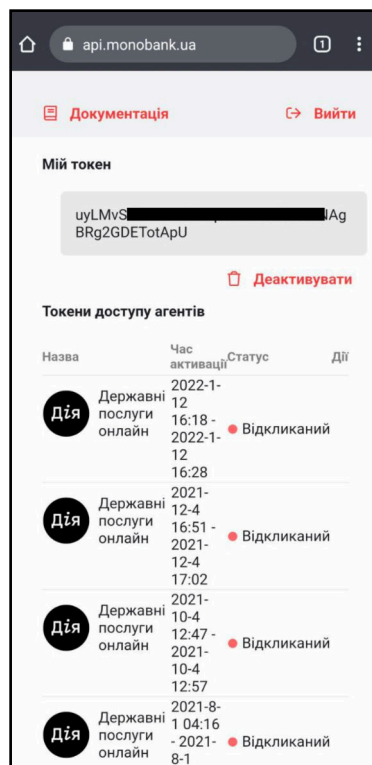 api.monobank.ua
1
Документація
Вийти
Мій токен
uyLMvS
IAg
BRg2GDETotApU
Деактивувати
Токени доступу агентів
Назва
Час
активації
Статус
Дії
Дія
Державні
послуги
онлайн
2022-1-
12
16:18 -
2022-1-
12
16:28
Відкликаний
Дія
Державні
послуги
онлайн
2021-
12-4
16:51 -
2021-
12-4
17:02
Відкликаний
Дія
Державні
послуги
онлайн
2021-
10-4
12:47 -
2021-
10-4
12:57
Відкликаний
Дія
Державні
послуги
онлайн
2021-8-
1 04:16
- 2021-
8-1
Відкликаний